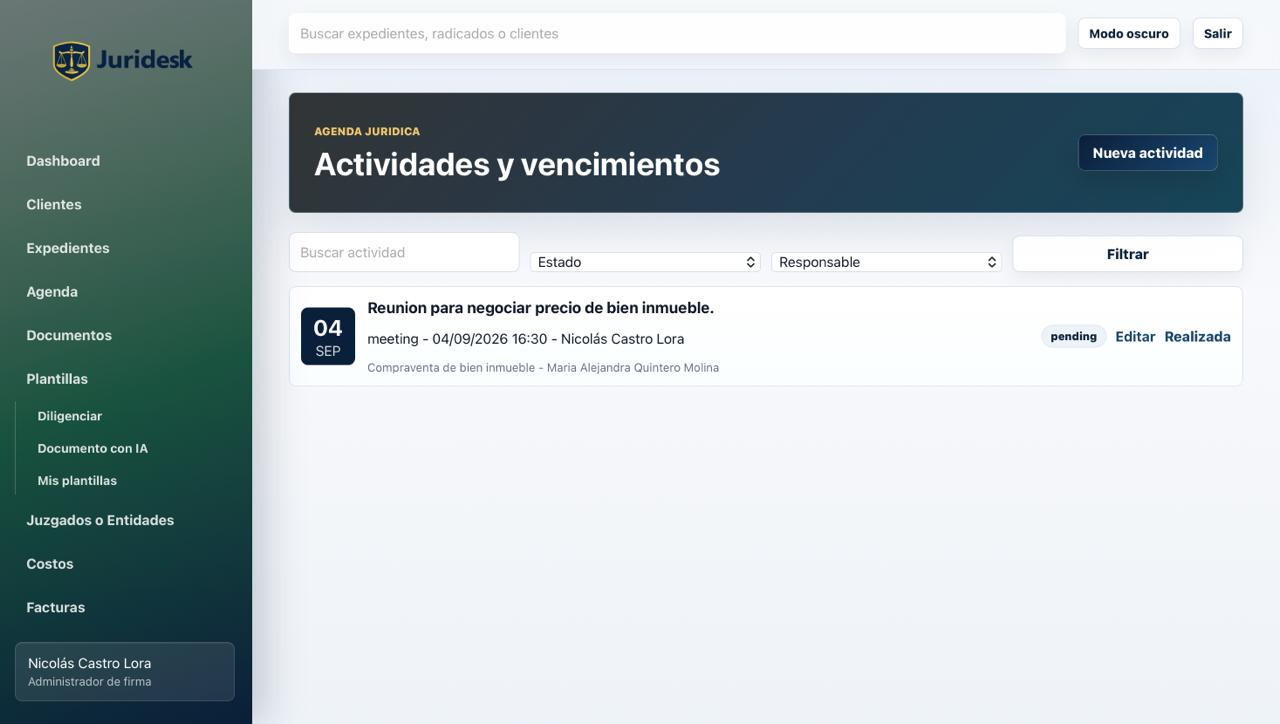 Juridesk
Buscar expedientes, radicados o clientes
Modo oscuro
Salir
Dashboard
Clientes
Expedientes
Agenda
Documentos
Plantillas
Diligenciar
Documento con IA
Mis plantillas
Juzgados o Entidades
Costos
Facturas
Nicolás Castro Lora
Administrador de firma
AGENDA JURIDICA
Actividades y vencimientos
Nueva actividad
Buscar actividad
Estado
Responsable
Filtrar
04
SEP
Reunion para negociar precio de bien inmueble.
meeting - 04/09/2026 16:30 - Nicolás Castro Lora
Compraventa de bien inmueble - Maria Alejandra Quintero Molina
pending
Editar
Realizada